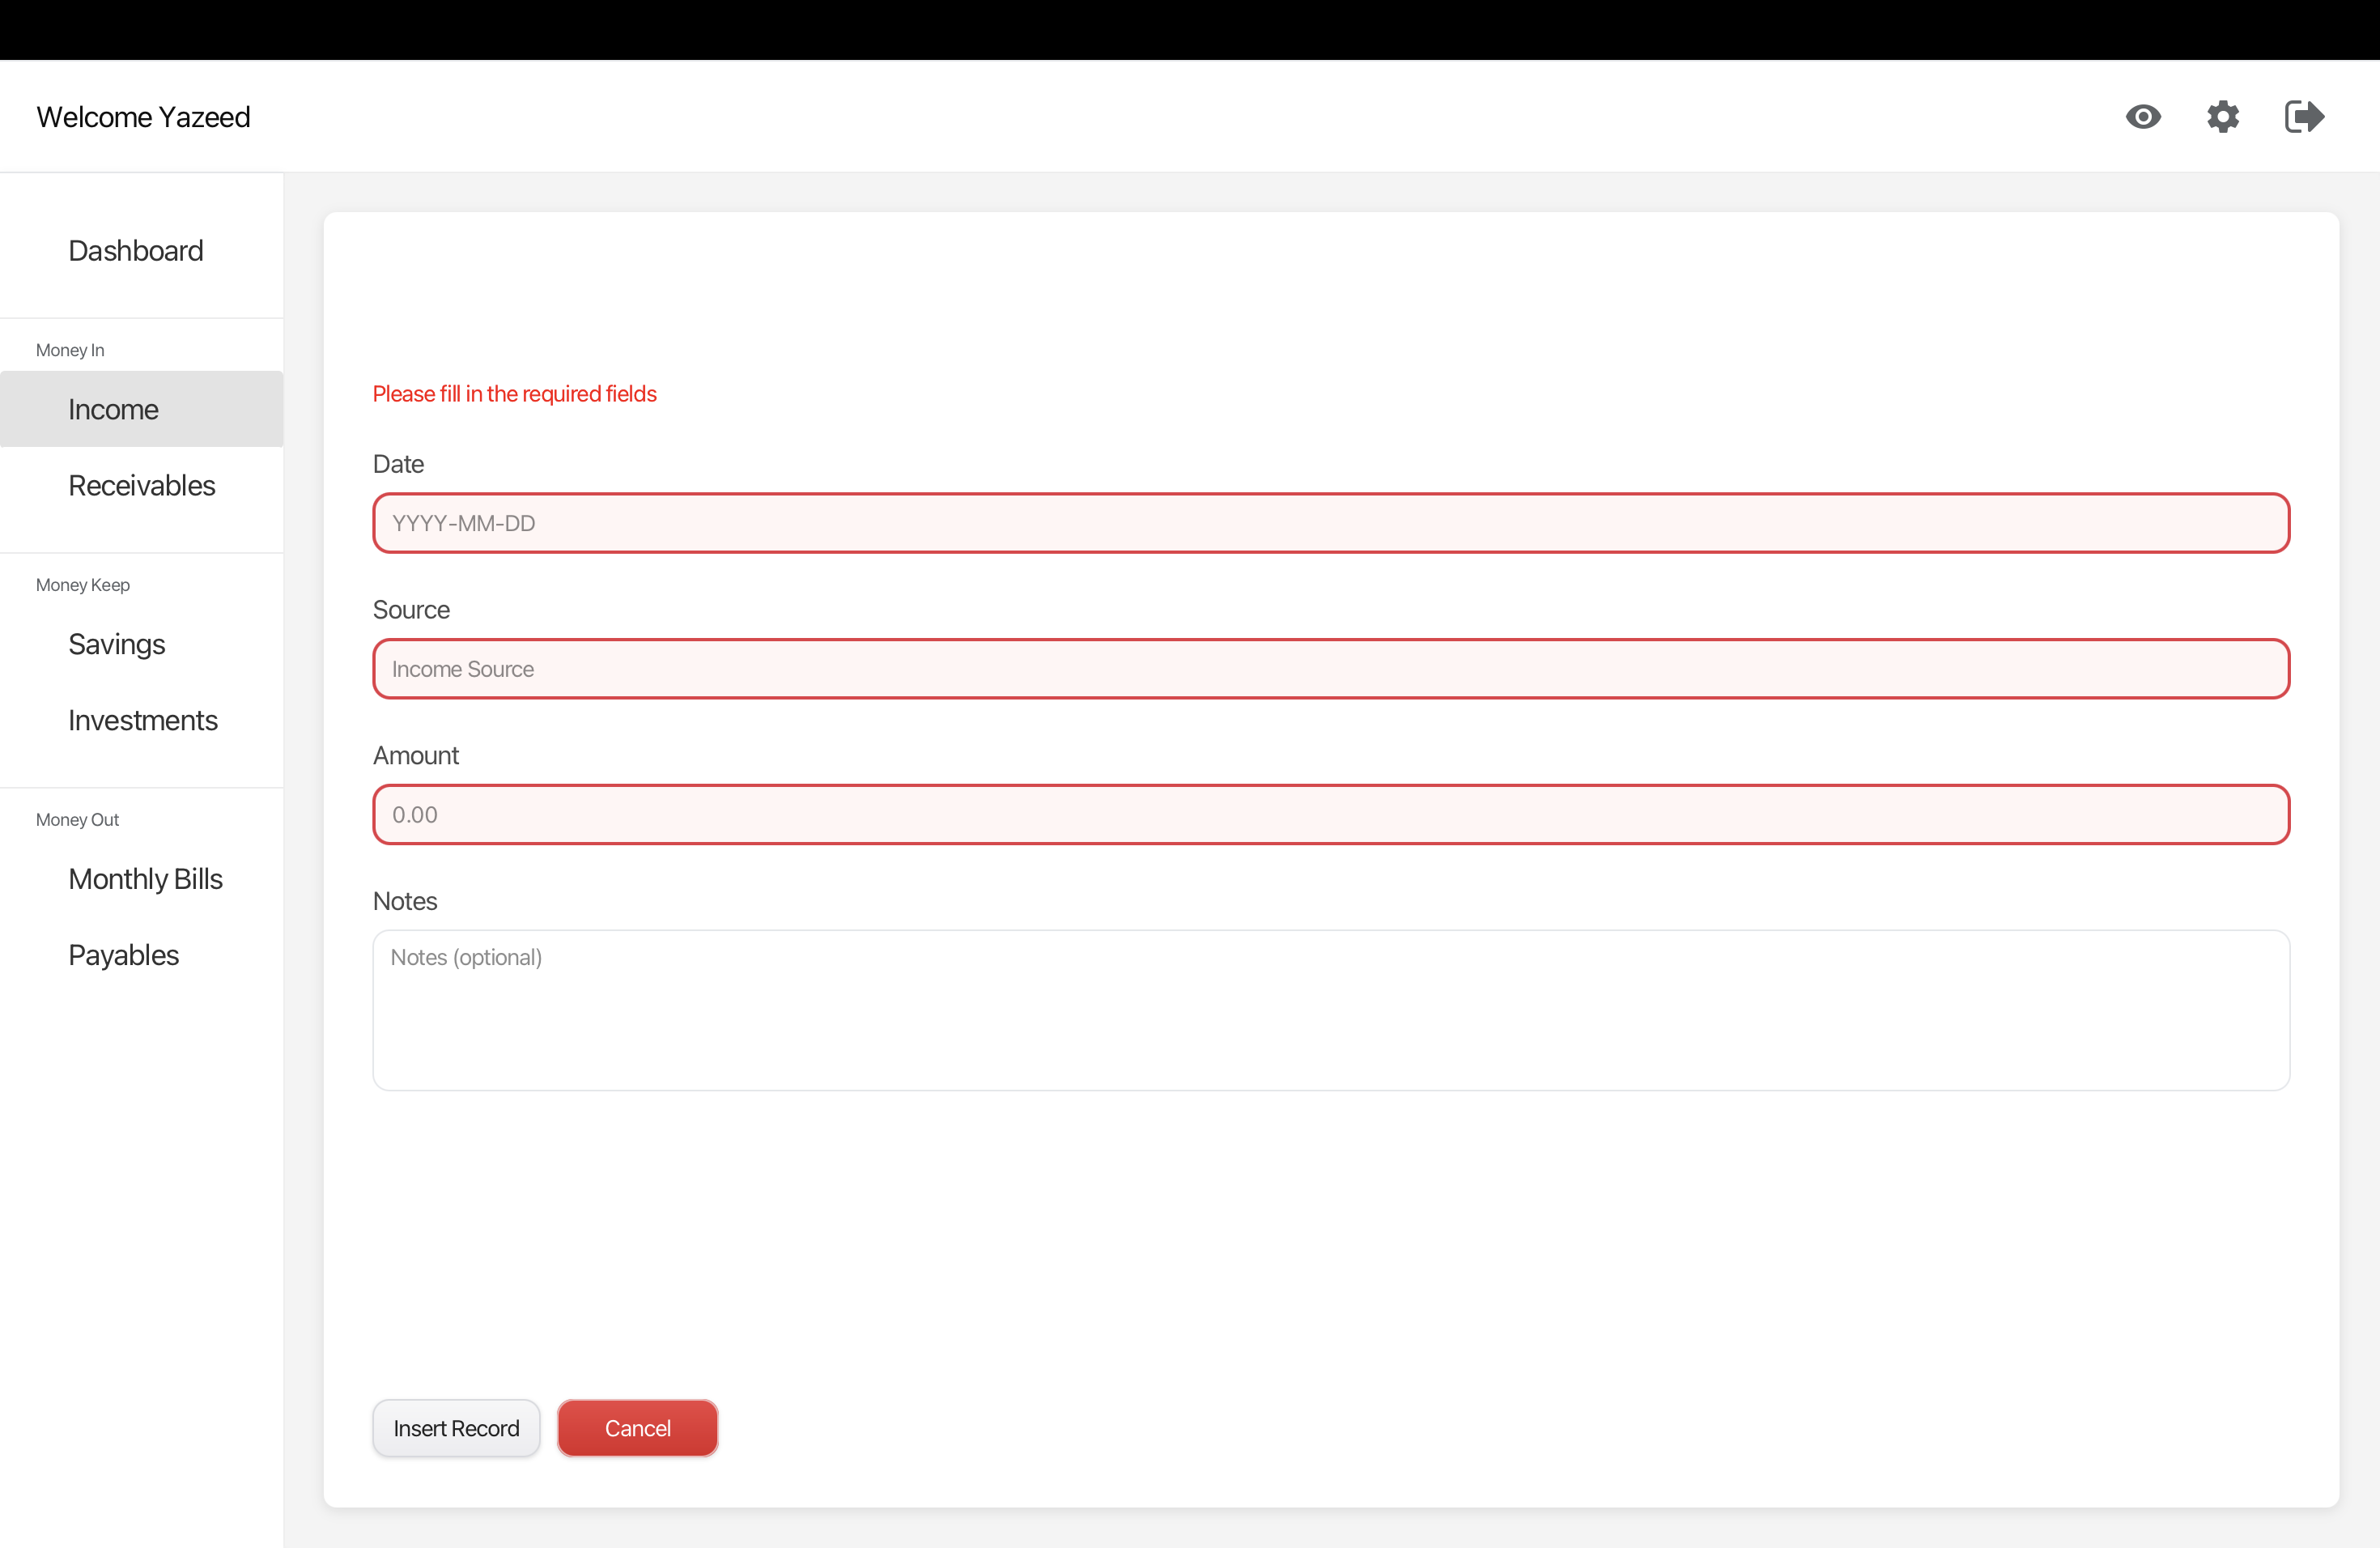 Welcome Yazeed
Dashboard
Money In
Income
Receivables
Money Keep
Savings
Investments
Money Out
Monthly Bills
Payables
Please fill in the required fields
Date
YYYY-MM-DD
Source
Income Source
Amount
0.00
Notes
Notes (optional)
Insert Record
Cancel